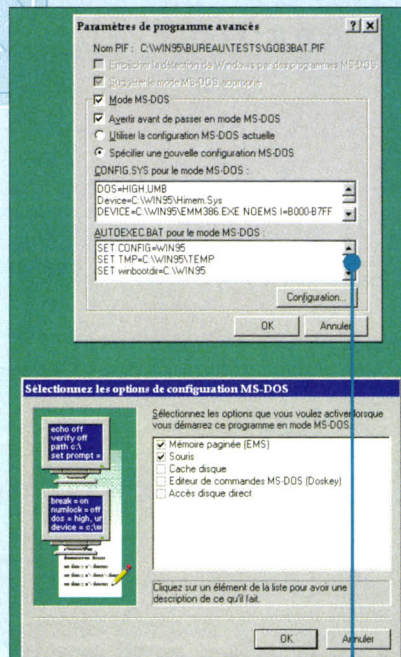 Paramètres de programme avancés
Nom PIF : C:\WIN95\BUREAU\TESTS\GOB3BAT.PIF
Empêcher la détection de Windows par des programmes MS-DOS
Suggérer le mode MS-DOS approprié
Mode MS-DOS
Avertir avant de passer en mode MS-DOS
Utiliser la configuration MS-DOS actuelle
Spécifier une nouvelle configuration MS-DOS
CONFIG.SYS pour le mode MS-DOS :
DOS=HIGH,UMB
Device=C:\WIN95\Himem.Sys
DEVICE=C:\WIN95\EMM386.EXE NOEMS I=B000-B7FF
AUTOEXEC.BAT pour le mode MS-DOS :
SET CONFIG=WIN95
SET TMP=C:\WIN95\TEMP
SET winbootdir=C:\WIN95
Configuration...
OK
Annuler
Sélectionnez les options de configuration MS-DOS
echo off
verify off
path c:\
set prompt =
break = on
numlock = off
dos = high, ur
device = c:\w
Sélectionnez les options que vous voulez activer lorsque
vous démarrez ce programme en mode MS-DOS.
Mémoire paginée (EMS)
Souris
Cache disque
Editeur de commandes MS-DOS (Doskey)
Accès disque direct
Cliquez sur un élément de la liste pour avoir une
description de ce qu'il fait.
OK
Annuler